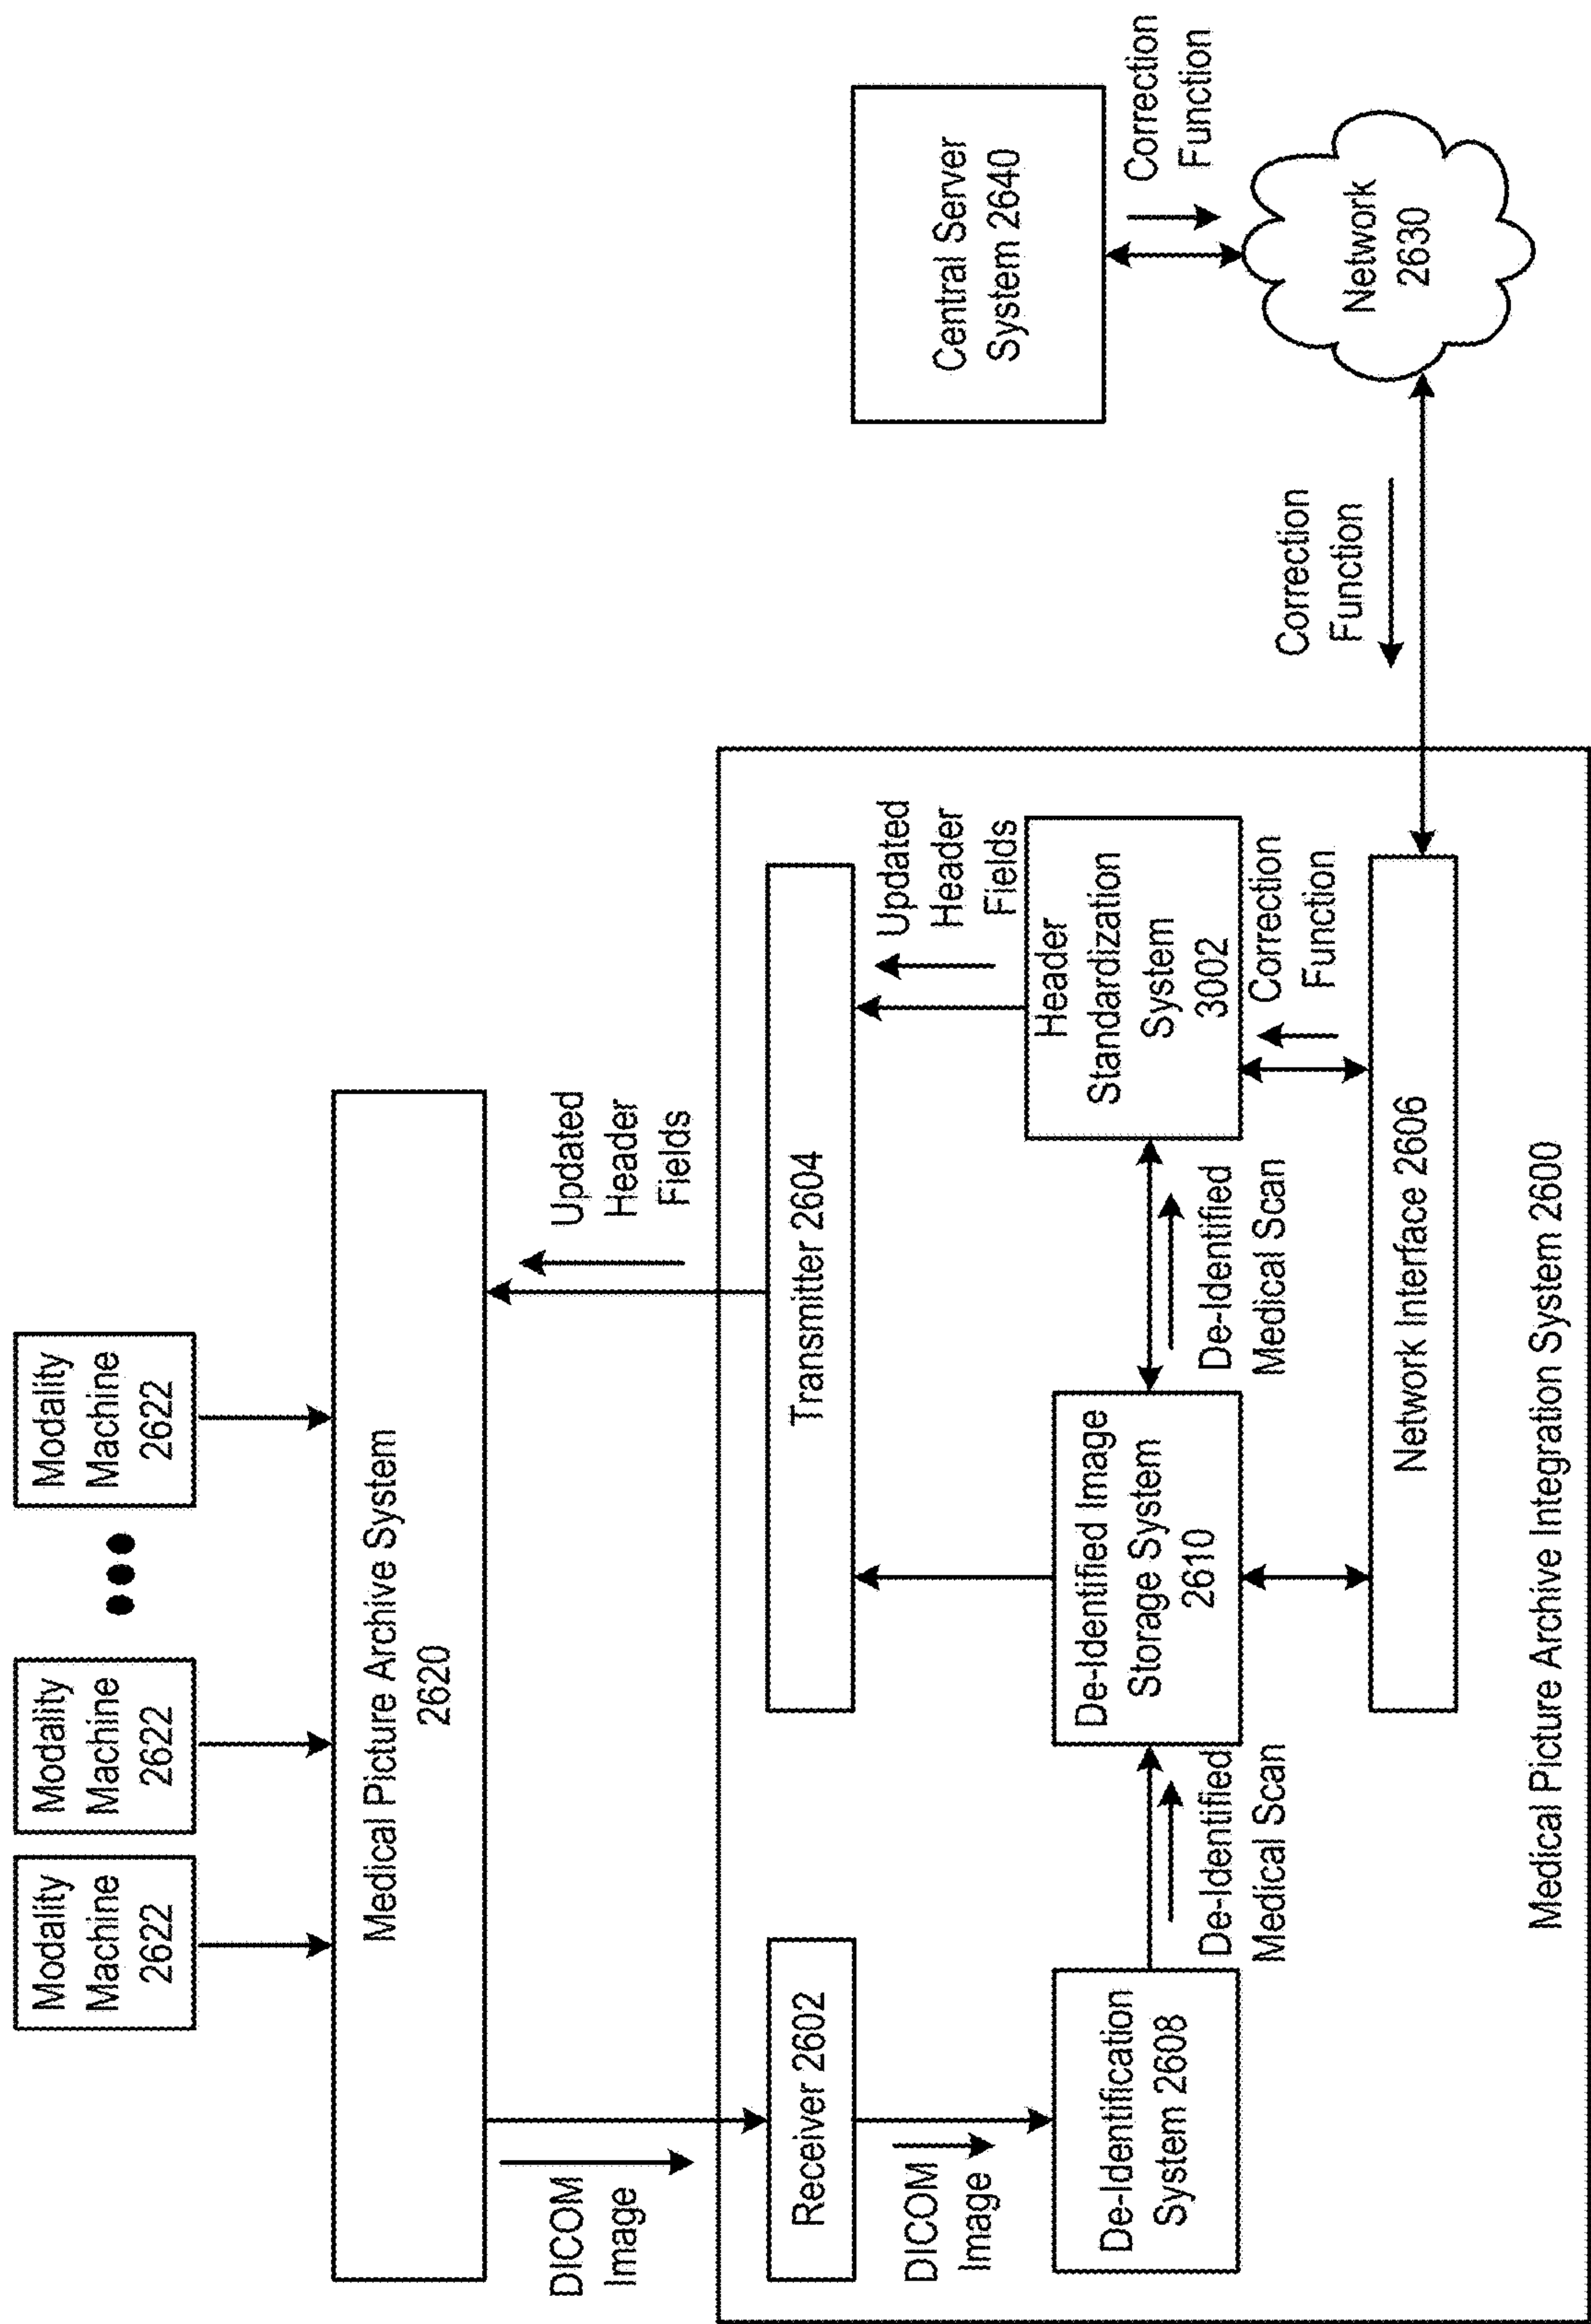 Modality
Machine
2622
Modality
Machine
2622
Modality
Machine
2622
Medical Picture Archive System
2620
DICOM
Image
Updated
Header
Fields
Receiver 2602
Transmitter 2604
DICOM
Image
Updated
Header
Fields
De-Identification
System 2608
De-Identified
Medical Scan
De-Identified Image
Storage System
2610
De-Identified
Medical Scan
Header
Standardization
System
3002
Correction
Function
Network Interface 2606
Medical Picture Archive Integration System 2600
Central Server
System 2640
Correction
Function
Correction
Function
Network
2630